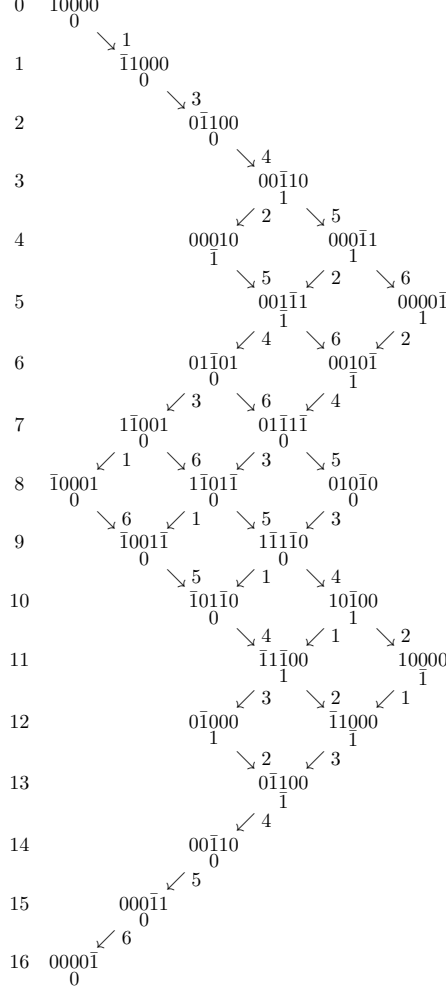 0 10000
0
1
1 1̄1000
0
3
2 01̄100
0
4
3 001̄10
1
2 5
4 00010 0001̄1
1̄ 1
5 2 6
5 0011̄1 00001̄
1̄ 1
4 6 2
6 011̄01 00101̄
0 1̄
3 6 4
7 11̄001 011̄11̄
0 0
1 6 3 5
8 1̄0001 11̄011̄ 0101̄0
0 0 0
6 1 5 3
9 1̄0011̄ 11̄11̄0
0 0
5 1 4
10 1̄011̄0 101̄00
0 1
4 1 2
11 1̄11̄00 10000
1 1̄
3 2 1
12 01̄000 1̄1000
1 1̄
2 3
13 01̄100
1̄
4
14 001̄10
0
5
15 0001̄1
0
6
16 00001̄
0